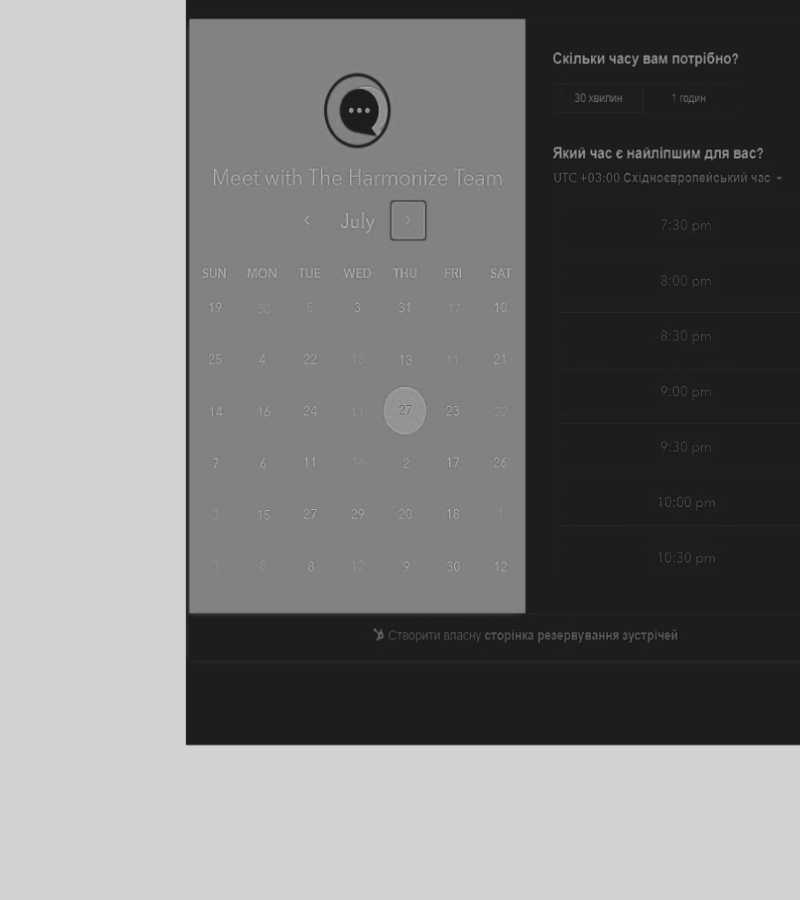 Meet with The Harmonize Team
July
SUN MON TUE WED THU FRI SAT
19 30 5 3 31 17 10
25 4 22 13 13 11 21
14 16 24 11 27 23 22
7 6 11 16 2 17 26
3 15 27 29 20 18 1
3 8 8 12 9 30 12
Скільки часу вам потрібно?
30 хвилин 1 годин
Який час є найліпшим для вас?
UTC +03:00 Східноєвропейський час
7:30 pm
8:00 pm
8:30 pm
9:00 pm
9:30 pm
10:00 pm
10:30 pm
Створити власну сторінка резервування зустрічей